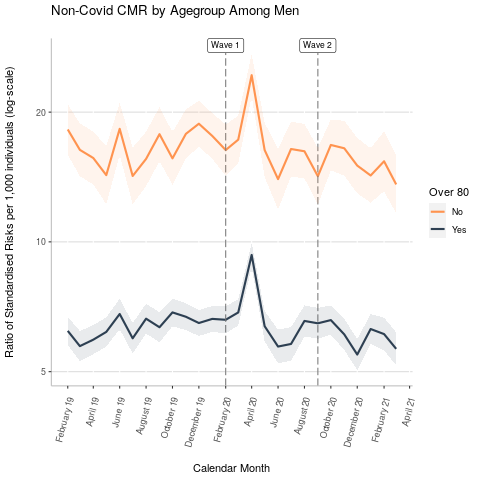 Non-Covid CMR by Agegroup Among Men
Ratio of Standardised Risks per 1,000 individuals (log-scale)
Wave 1
Wave 2
20
10
5
Over 80
No
Yes
February 19
April 19
June 19
August 19
October 19
December 19
February 20
April 20
June 20
August 20
October 20
December 20
February 21
April 21
Calendar Month